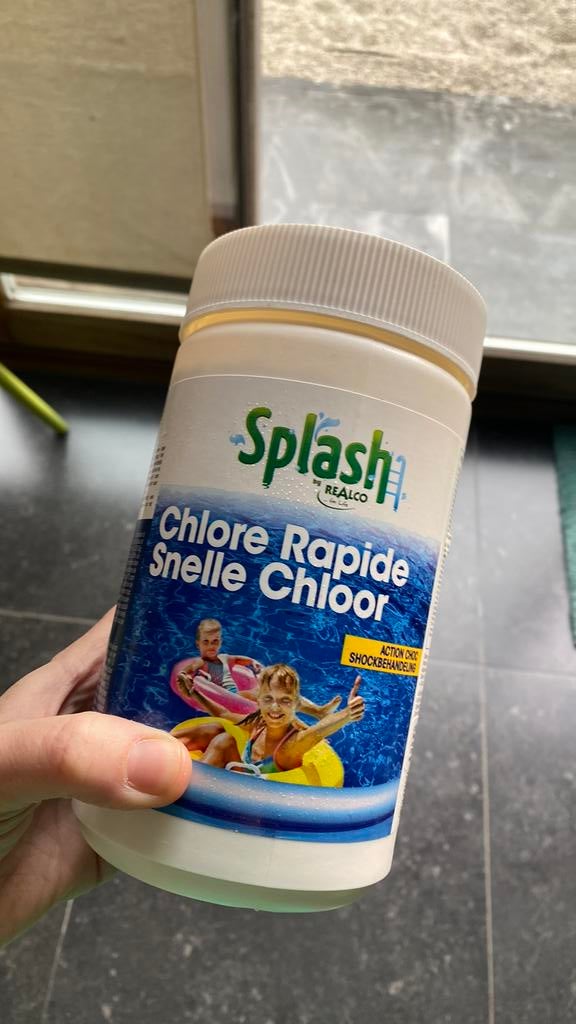 Splash
by REALCO
Chlore Rapide
Snelle Chloor
ACTION CHOC
SHOCKBEHANDELING